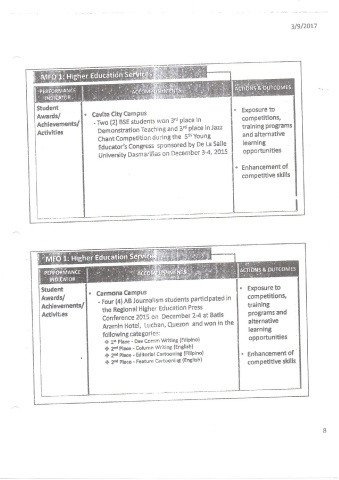 3/9/2017
MFO 1: Higher Education Services
PERFORMANCE INDICATOR
ACCOMPLISHMENTS
ACTIONS & OUTCOMES
Student
Awards/
Achievements/
Activities
• Cavite City Campus
- Two (2) BSE students won 3rd place in
Demonstration Teaching and 3rd place in Jazz
Chant Competition during the 5th Young
Educator's Congress sponsored by De La Salle
University Dasmariñas on December 3-4, 2015
• Exposure to
competitions,
training programs
and alternative
learning
opportunities
• Enhancement of
competitive skills
MFO 1: Higher Education Services
PERFORMANCE
INDICATOR
ACCOMPLISHMENTS
ACTIONS & OUTCOMES
Student
Awards/
Achievements/
Activities
• Carmona Campus
- Four (4) AB Journalism students participated in
the Regional Higher Education Press
Conference 2015 on December 2-4 at Batis
Aramin Hotel, Lucban, Quezon and won in the
following categories:
❖ 1st Place - Dev Comm Writing (Filipino)
❖ 2nd Place - Column Writing (English)
❖ 2nd Place - Editorial Cartooning (Filipino)
❖ 2nd Place - Feature Cartooning (English)
• Exposure to
competitions,
training
programs and
alternative
learning
opportunities
• Enhancement of
competitive skills
8